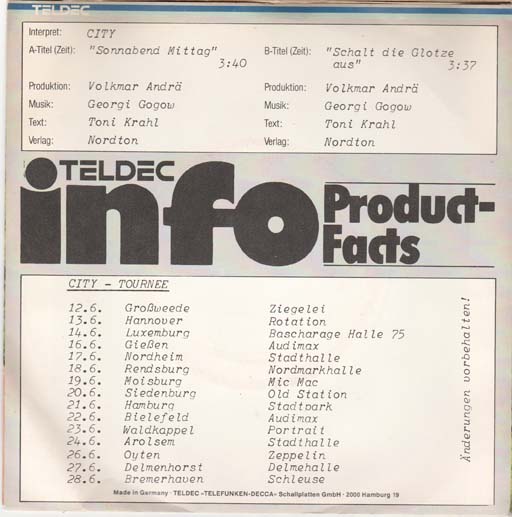 TELDEC
Interpret: CITY
A-Titel (Zeit): "Sonnabend Mittag" 3:40 B-Titel (Zeit): "Schalt die Glotze aus" 3:37
Produktion: Volkmar Andrä Produktion: Volkmar Andrä
Musik: Georgi Gogow Musik: Georgi Gogow
Text: Toni Krahl Text: Toni Krahl
Verlag: Nordton Verlag: Nordton
TELDEC
info Product-
Facts
CITY - TOURNEE
12.6. Großweede Ziegelei
13.6. Hannover Rotation
14.6. Luxemburg Bascharage Halle 75
16.6. Gießen Audimax
17.6. Nordheim Stadthalle
18.6. Rendsburg Nordmarkhalle
19.6. Moisburg Mic Mac
20.6. Siedenburg Old Station
21.6. Hamburg Stadtpark
22.6. Bielefeld Audimax
23.6. Waldkappel Portrait
24.6. Arolsem Stadthalle
26.6. Oyten Zeppelin
27.6. Delmenhorst Delmehalle
28.6. Bremerhaven Schleuse
Änderungen vorbehalten!
Made in Germany · TELDEC »TELEFUNKEN-DECCA« Schallplatten GmbH · 2000 Hamburg 19